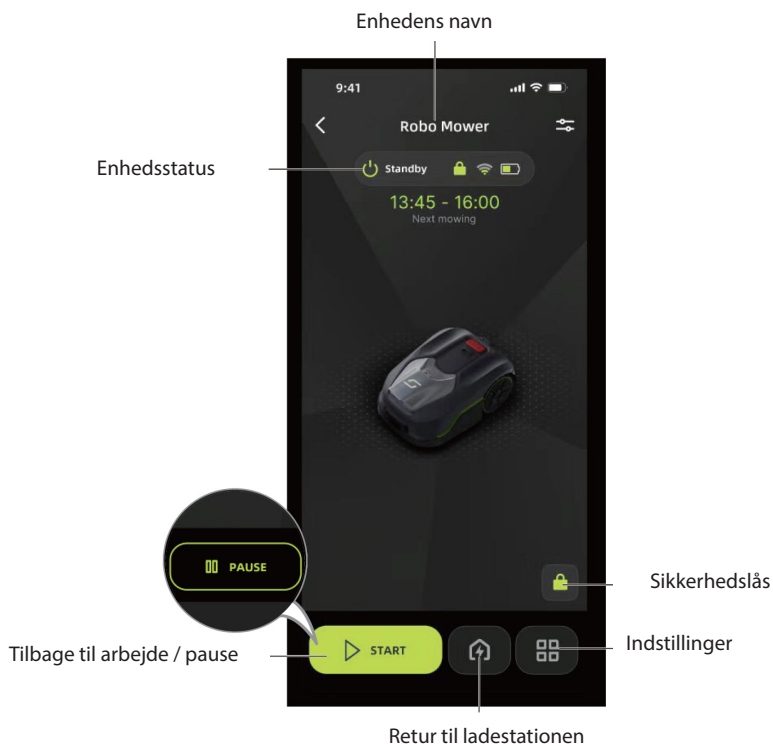 Enhedens navn
9:41
Robo Mower
Enhedsstatus
Standby
13:45 - 16:00
Next mowing
PAUSE
Sikkerhedslås
Tilbage til arbejde / pause
START
Indstillinger
Retur til ladestationen